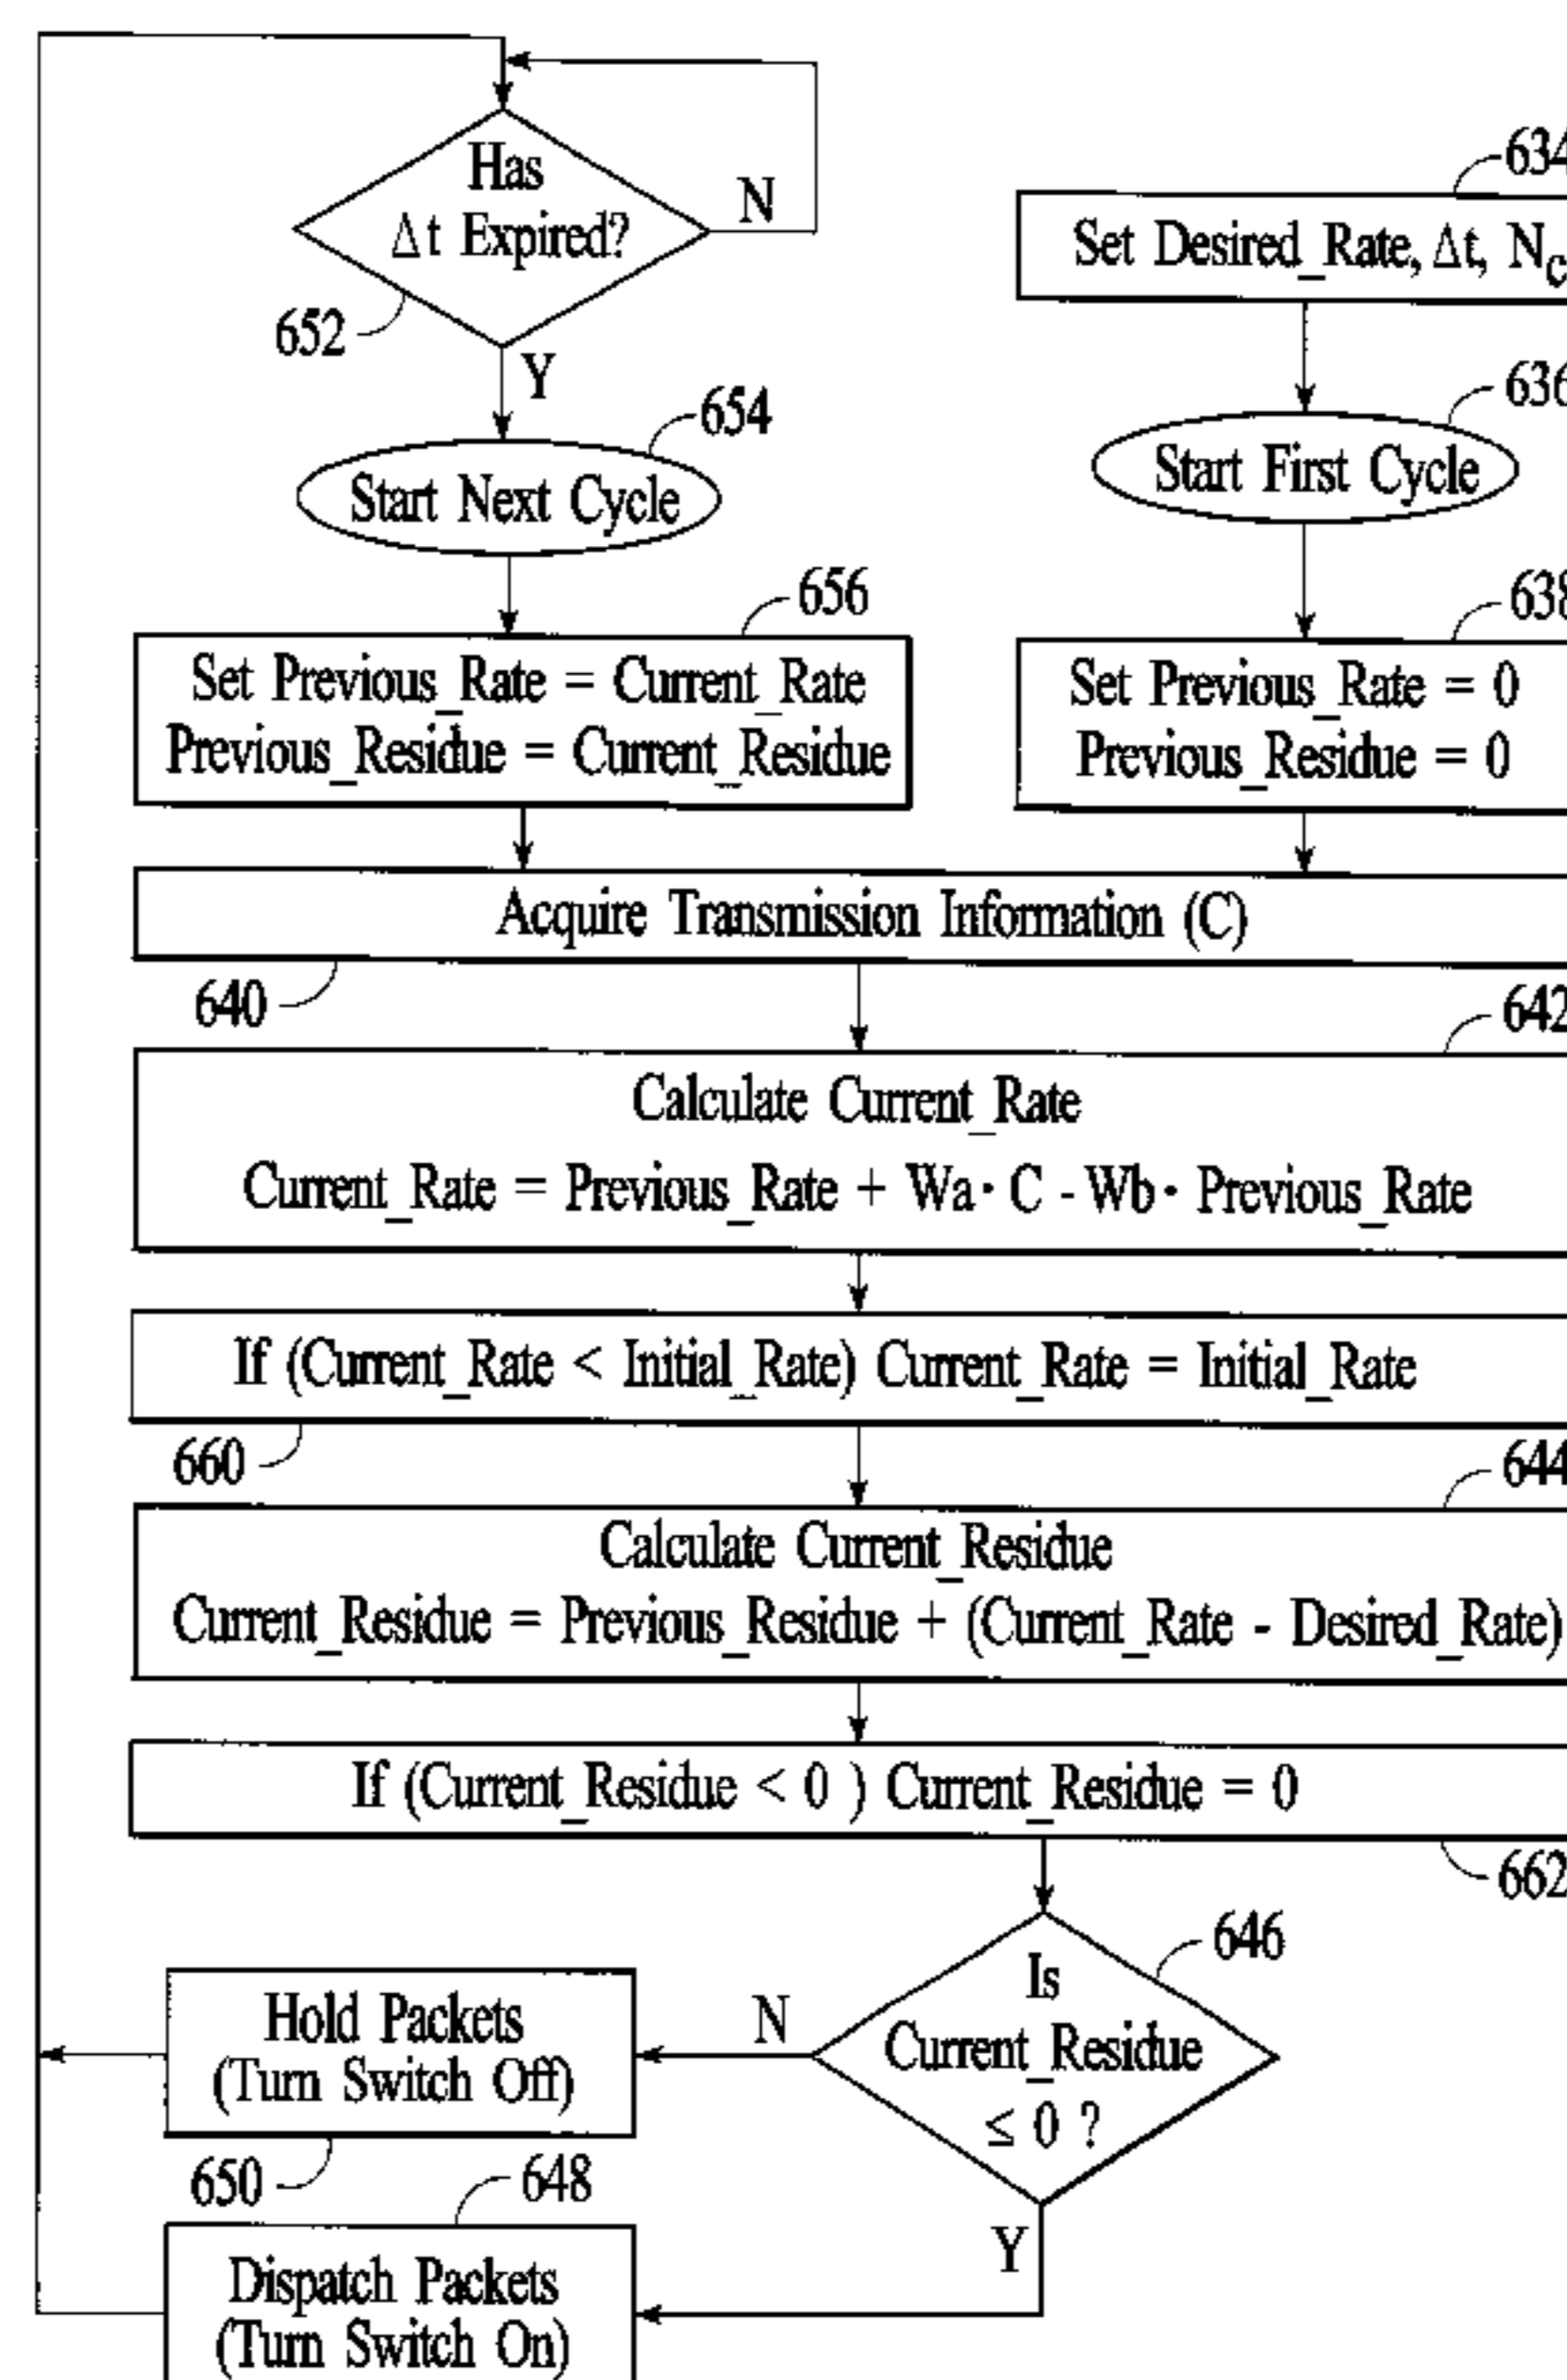 Has
Δt Expired?
N
652
Y
654
Start Next Cycle
656
Set Previous_Rate = Current_Rate
Previous_Residue = Current_Residue
634
Set Desired_Rate, Δt, Nc
636
Start First Cycle
638
Set Previous_Rate = 0
Previous_Residue = 0
Acquire Transmission Information (C)
640
642
Calculate Current_Rate
Current_Rate = Previous_Rate + Wa · C - Wb · Previous_Rate
If (Current_Rate < Initial_Rate) Current_Rate = Initial_Rate
660
644
Calculate Current_Residue
Current_Residue = Previous_Residue + (Current_Rate - Desired_Rate)
If (Current_Residue < 0 ) Current_Residue = 0
662
646
Is
Current_Residue
≤ 0 ?
N
Hold Packets
(Turn Switch Off)
650
648
Y
Dispatch Packets
(Turn Switch On)